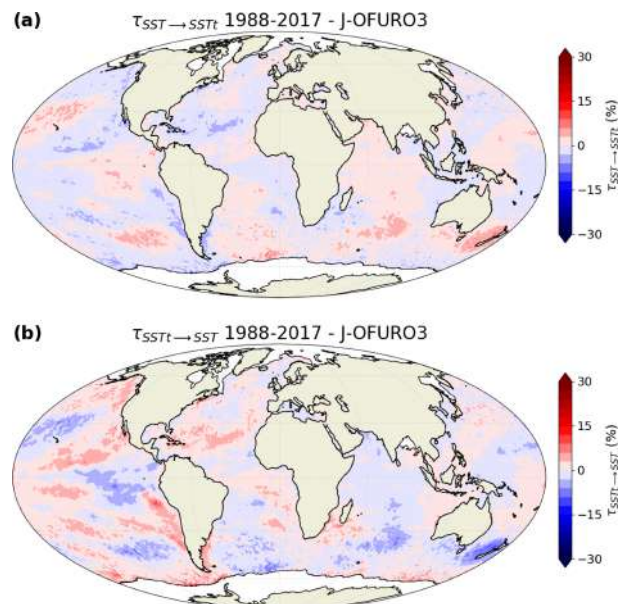 (a)
τSST→SSTt 1988-2017 - J-OFURO3
30
15
0
−15
−30
τSST→SSTt (%)
(b)
τSSTt→SST 1988-2017 - J-OFURO3
30
15
0
−15
−30
τSSTt→SST (%)